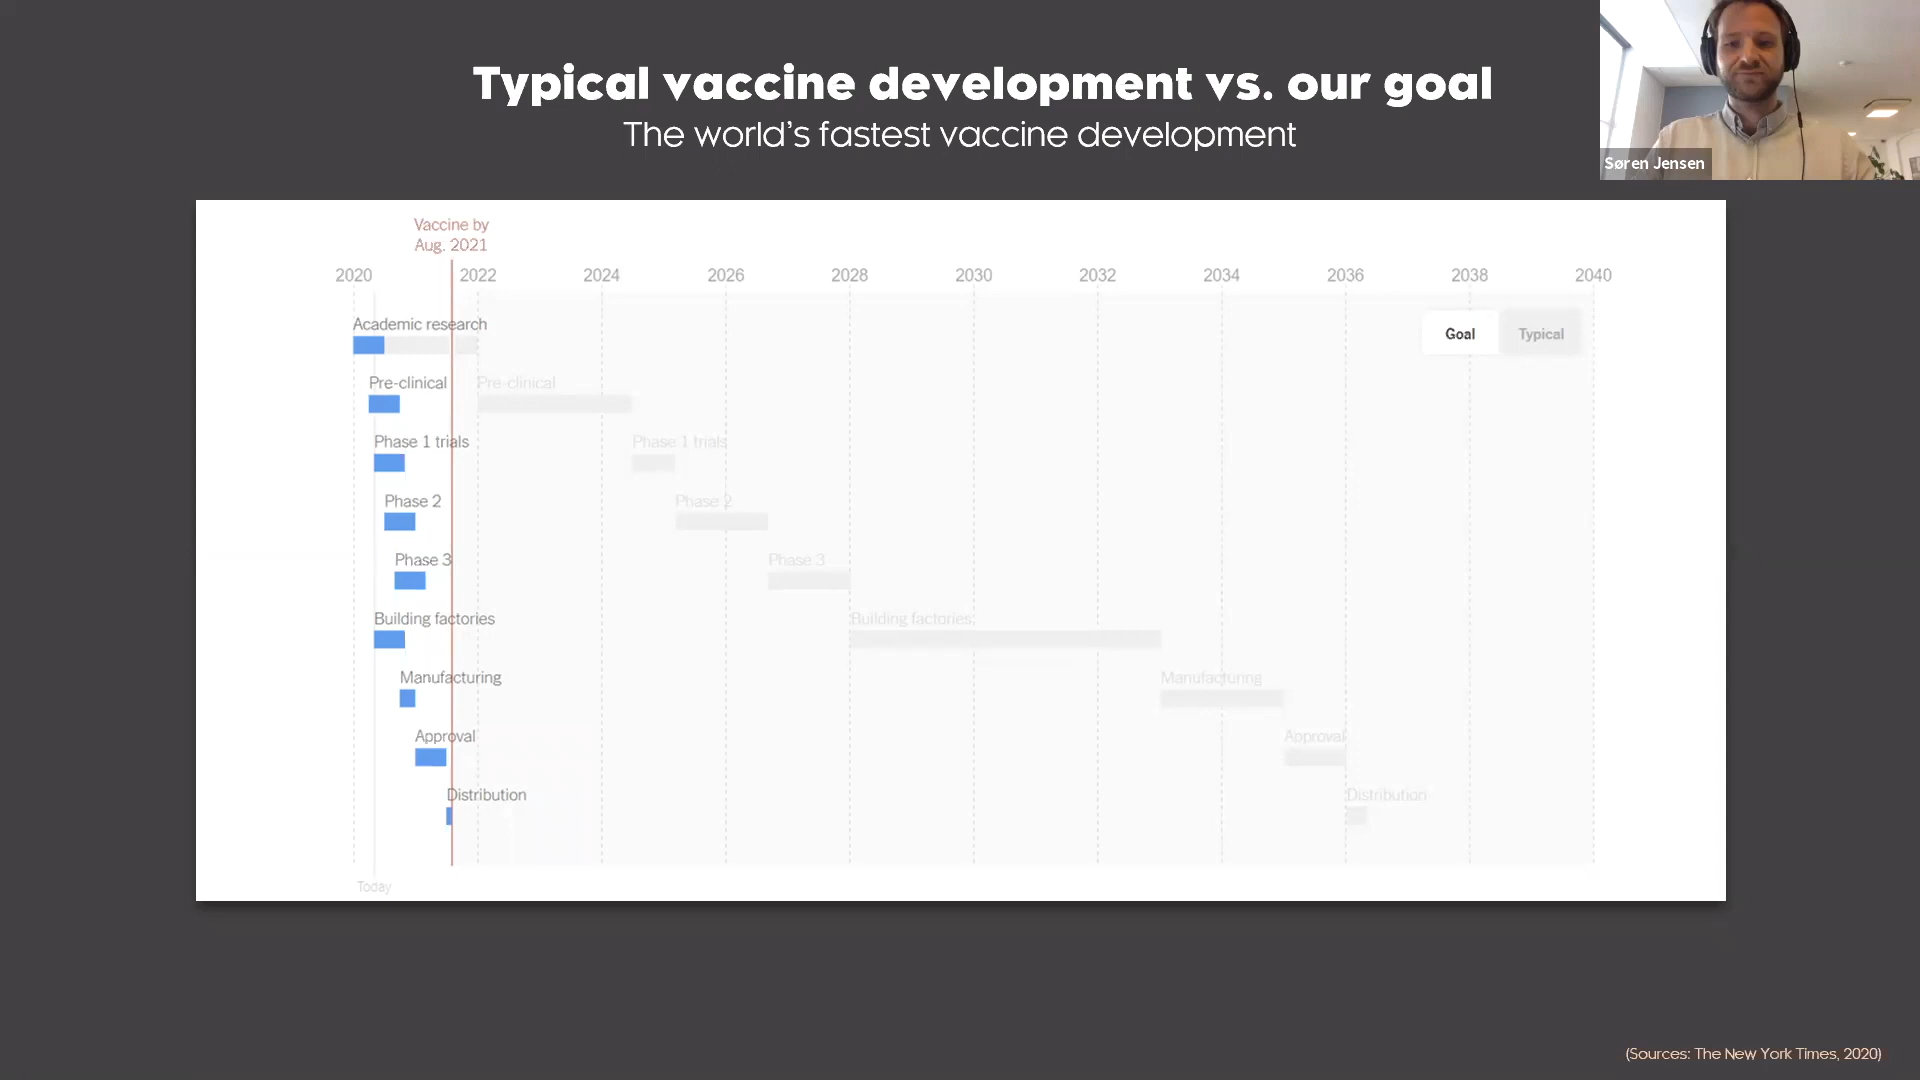 Typical vaccine development vs. our goal
The world's fastest vaccine development
Søren Jensen
Vaccine by
Aug. 2021
2020 2022 2024 2026 2028 2030 2032 2034 2036 2038 2040
Academic research
Goal Typical
Pre-clinical Pre-clinical
Phase 1 trials Phase 1 trials
Phase 2 Phase 2
Phase 3 Phase 3
Building factories Building factories
Manufacturing Manufacturing
Approval Approval
Distribution Distribution
Today
(Sources: The New York Times, 2020)